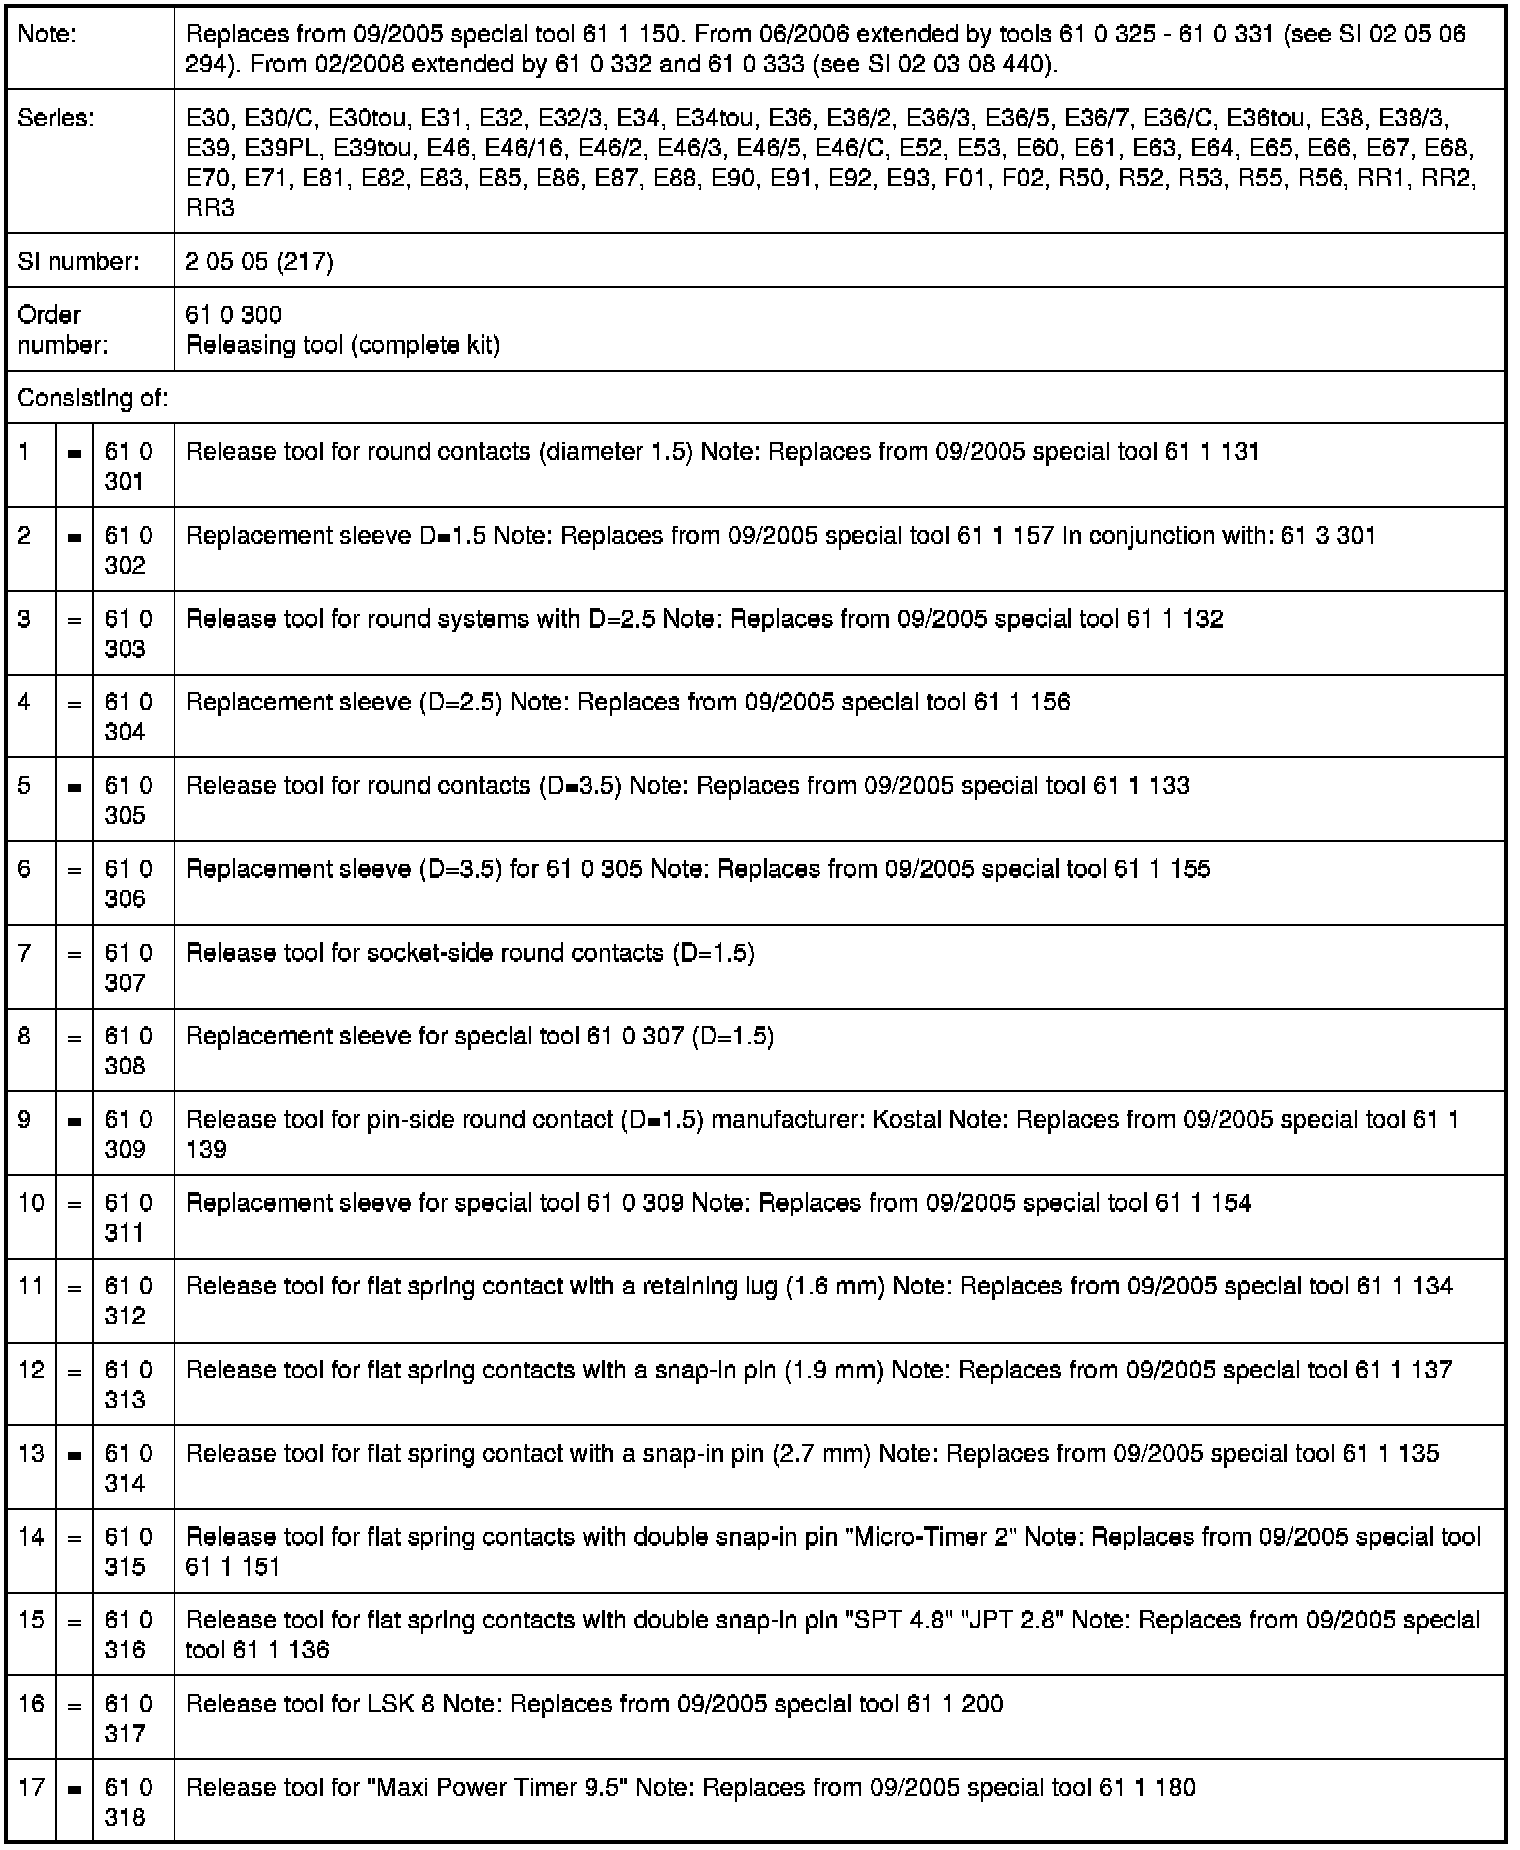 Note: Replaces from 09/2005 special tool 61 1 150. From 06/2006 extended by tools 61 0 325 - 61 0 331 (see SI 02 05 06
294). From 02/2008 extended by 61 0 332 and 61 0 333 (see SI 02 03 08 440).
Series: E30, E30/C, E30tou, E31, E32, E32/3, E34, E34tou, E36, E36/2, E36/3, E36/5, E36/7, E36/C, E36tou, E38, E38/3,
E39, E39PL, E39tou, E46, E46/16, E46/2, E46/3, E46/5, E46/C, E52, E53, E60, E61, E63, E64, E65, E66, E67, E68,
E70, E71, E81, E82, E83, E85, E86, E87, E88, E90, E91, E92, E93, F01, F02, R50, R52, R53, R55, R56, RR1, RR2,
RR3
SI number: 2 05 05 (217)
Order 61 0 300
number: Releasing tool (complete kit)
Consisting of:
1 = 61 0 Release tool for round contacts (diameter 1.5) Note: Replaces from 09/2005 special tool 61 1 131
301
2 = 61 0 Replacement sleeve D=1.5 Note: Replaces from 09/2005 special tool 61 1 157 In conjunction with: 61 3 301
302
3 = 61 0 Release tool for round systems with D=2.5 Note: Replaces from 09/2005 special tool 61 1 132
303
4 = 61 0 Replacement sleeve (D=2.5) Note: Replaces from 09/2005 special tool 61 1 156
304
5 = 61 0 Release tool for round contacts (D=3.5) Note: Replaces from 09/2005 special tool 61 1 133
305
6 = 61 0 Replacement sleeve (D=3.5) for 61 0 305 Note: Replaces from 09/2005 special tool 61 1 155
306
7 = 61 0 Release tool for socket-side round contacts (D=1.5)
307
8 = 61 0 Replacement sleeve for special tool 61 0 307 (D=1.5)
308
9 = 61 0 Release tool for pin-side round contact (D=1.5) manufacturer: Kostal Note: Replaces from 09/2005 special tool 61 1
309 139
10 = 61 0 Replacement sleeve for special tool 61 0 309 Note: Replaces from 09/2005 special tool 61 1 154
311
11 = 61 0 Release tool for flat spring contact with a retaining lug (1.6 mm) Note: Replaces from 09/2005 special tool 61 1 134
312
12 = 61 0 Release tool for flat spring contacts with a snap-in pin (1.9 mm) Note: Replaces from 09/2005 special tool 61 1 137
313
13 = 61 0 Release tool for flat spring contact with a snap-in pin (2.7 mm) Note: Replaces from 09/2005 special tool 61 1 135
314
14 = 61 0 Release tool for flat spring contacts with double snap-in pin "Micro-Timer 2" Note: Replaces from 09/2005 special tool
315 61 1 151
15 = 61 0 Release tool for flat spring contacts with double snap-in pin "SPT 4.8" "JPT 2.8" Note: Replaces from 09/2005 special
316 tool 61 1 136
16 = 61 0 Release tool for LSK 8 Note: Replaces from 09/2005 special tool 61 1 200
317
17 = 61 0 Release tool for "Maxi Power Timer 9.5" Note: Replaces from 09/2005 special tool 61 1 180
318